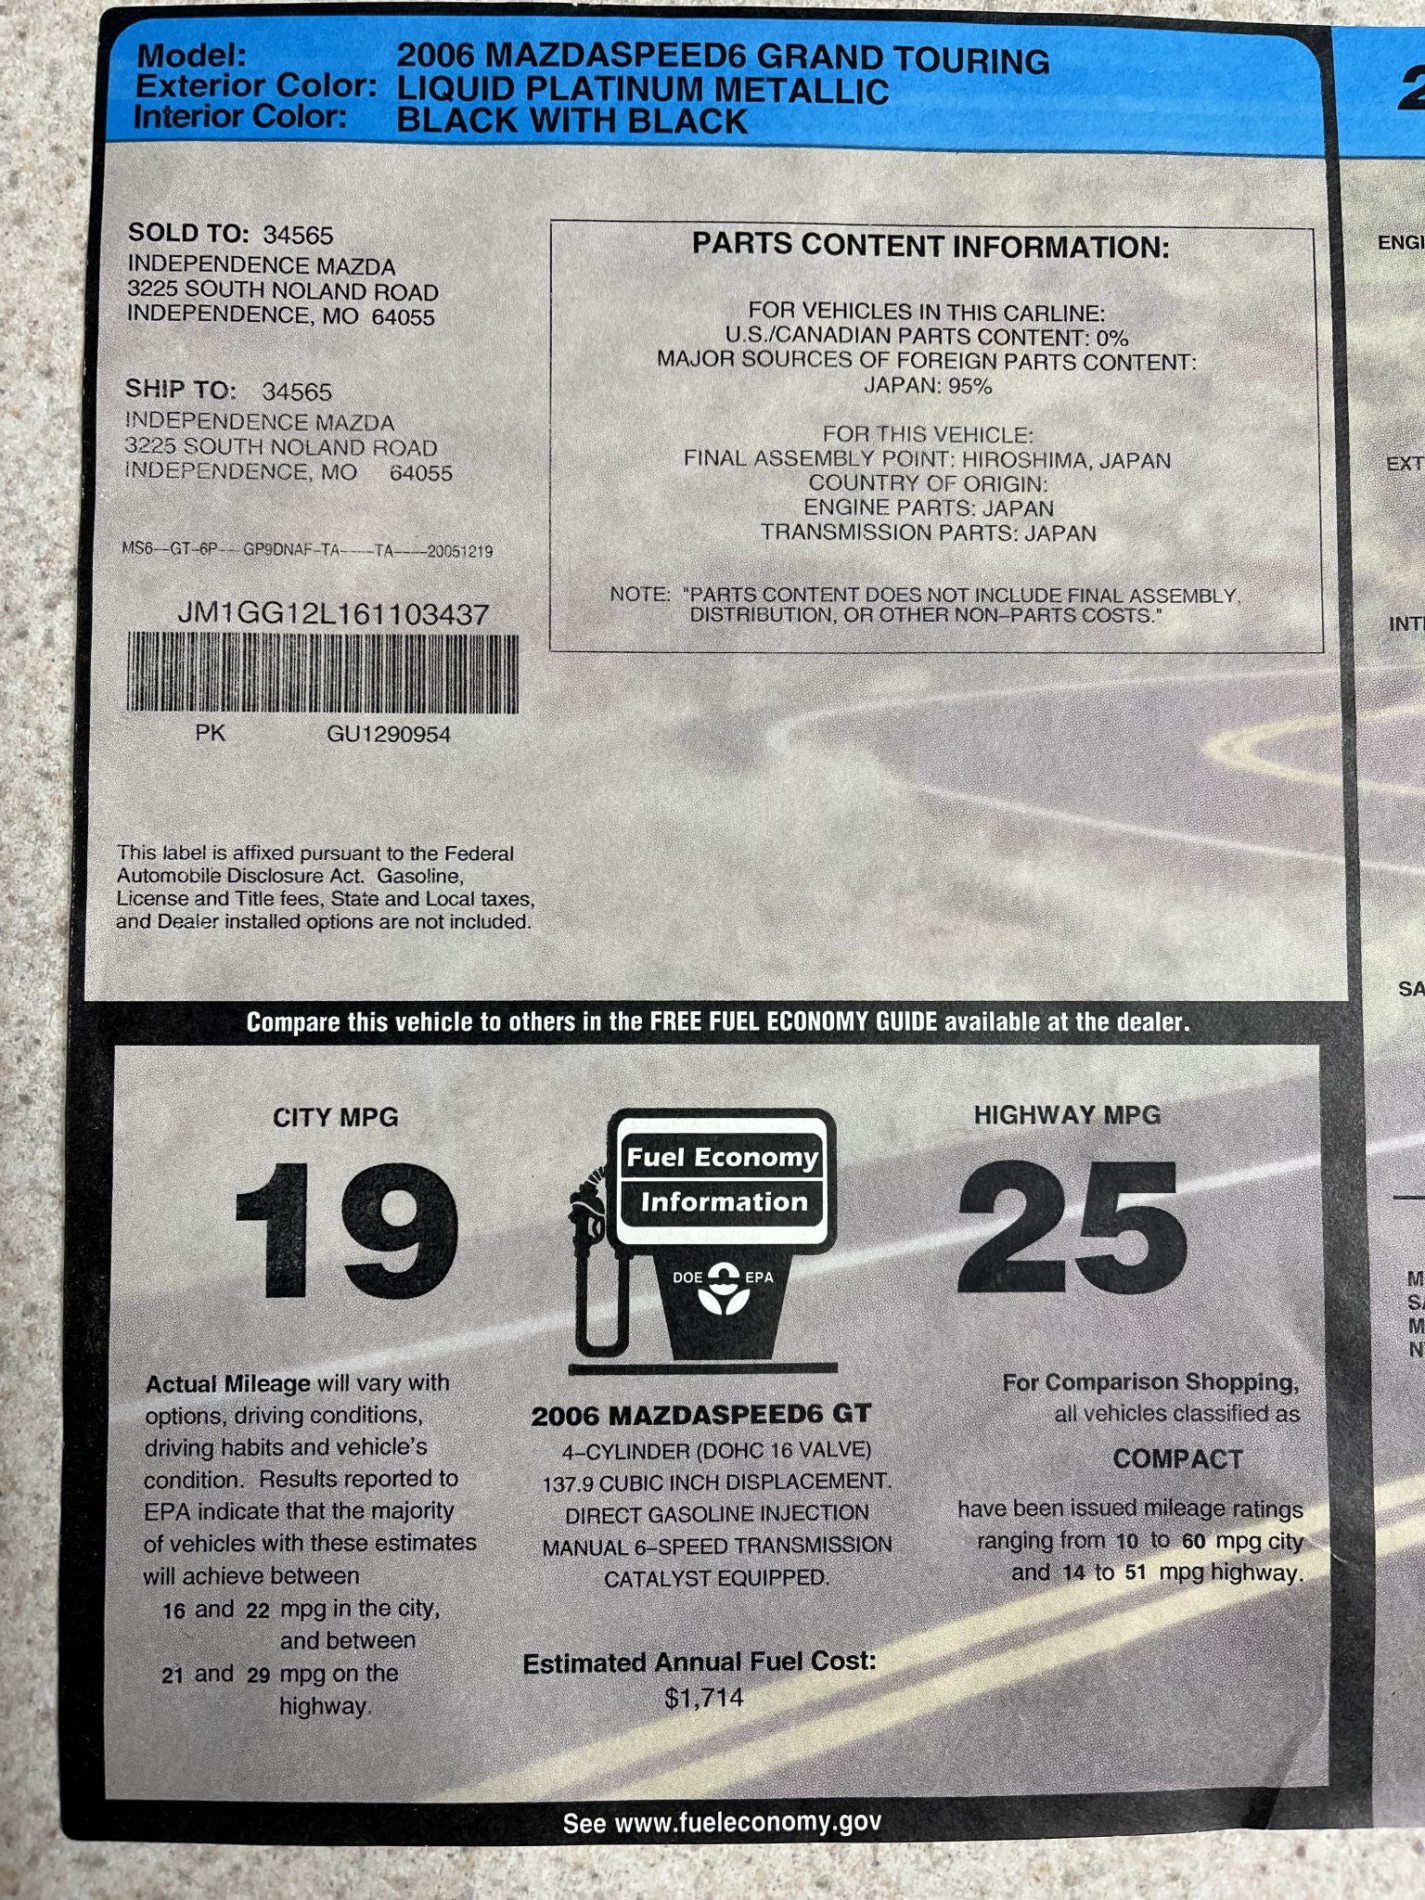 Model: 2006 MAZDASPEED6 GRAND TOURING
Exterior Color: LIQUID PLATINUM METALLIC
Interior Color: BLACK WITH BLACK
SOLD TO: 34565
INDEPENDENCE MAZDA
3225 SOUTH NOLAND ROAD
INDEPENDENCE, MO 64055
SHIP TO: 34565
INDEPENDENCE MAZDA
3225 SOUTH NOLAND ROAD
INDEPENDENCE, MO 64055
MS6--GT-6P---GP9DNAF-TA----TA----20051219
JM1GG12L161103437
PK GU1290954
This label is affixed pursuant to the Federal
Automobile Disclosure Act. Gasoline,
License and Title fees, State and Local taxes,
and Dealer installed options are not included.
PARTS CONTENT INFORMATION:
FOR VEHICLES IN THIS CARLINE:
U.S./CANADIAN PARTS CONTENT: 0%
MAJOR SOURCES OF FOREIGN PARTS CONTENT:
JAPAN: 95%
FOR THIS VEHICLE:
FINAL ASSEMBLY POINT: HIROSHIMA, JAPAN
COUNTRY OF ORIGIN:
ENGINE PARTS: JAPAN
TRANSMISSION PARTS: JAPAN
NOTE: "PARTS CONTENT DOES NOT INCLUDE FINAL ASSEMBLY,
DISTRIBUTION, OR OTHER NON-PARTS COSTS."
Compare this vehicle to others in the FREE FUEL ECONOMY GUIDE available at the dealer.
CITY MPG
19
Actual Mileage will vary with
options, driving conditions,
driving habits and vehicle's
condition. Results reported to
EPA indicate that the majority
of vehicles with these estimates
will achieve between
16 and 22 mpg in the city,
and between
21 and 29 mpg on the
highway.
Fuel Economy
Information
DOE EPA
2006 MAZDASPEED6 GT
4-CYLINDER (DOHC 16 VALVE)
137.9 CUBIC INCH DISPLACEMENT.
DIRECT GASOLINE INJECTION
MANUAL 6-SPEED TRANSMISSION
CATALYST EQUIPPED.
Estimated Annual Fuel Cost:
$1,714
HIGHWAY MPG
25
For Comparison Shopping,
all vehicles classified as
COMPACT
have been issued mileage ratings
ranging from 10 to 60 mpg city
and 14 to 51 mpg highway.
See www.fueleconomy.gov
2
ENGI
EXT
INT
SA
M
S
M
N